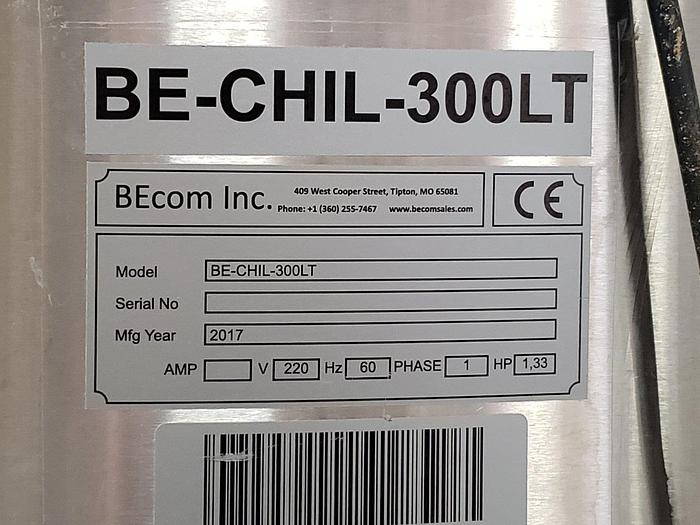 BE-CHIL-300LT
BEcom Inc. 409 West Cooper Street, Tipton, MO 65081
Phone: +1 (360) 255-7467 www.becomsales.com
CE
Model BE-CHIL-300LT
Serial No
Mfg Year 2017
AMP V 220 Hz 60 PHASE 1 HP 1,33